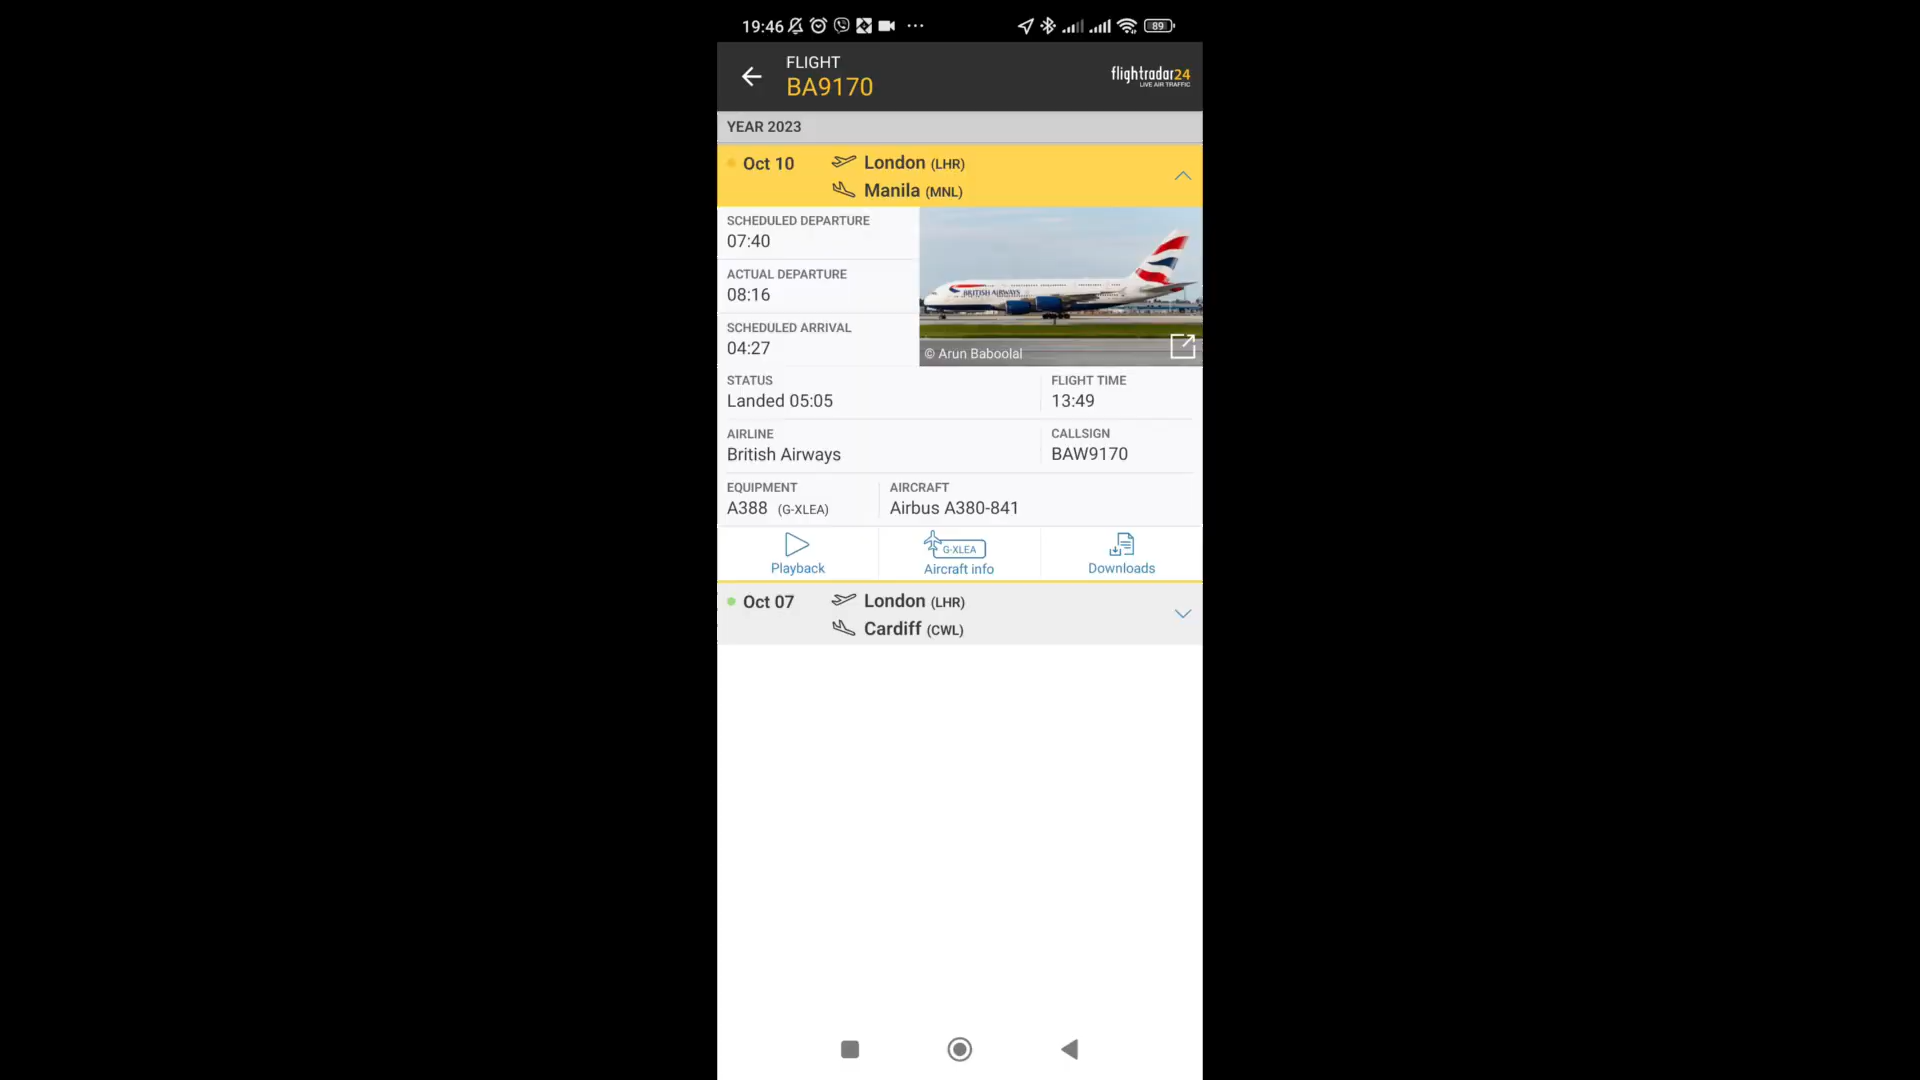 19:46 89
FLIGHT
BA9170
flightradar24
LIVE AIR TRAFFIC
YEAR 2023
Oct 10 London (LHR)
Manila (MNL)
SCHEDULED DEPARTURE
07:40
ACTUAL DEPARTURE
08:16
SCHEDULED ARRIVAL
04:27
BRITISH AIRWAYS
© Arun Baboolal
STATUS FLIGHT TIME
Landed 05:05 13:49
AIRLINE CALLSIGN
British Airways BAW9170
EQUIPMENT AIRCRAFT
A388 (G-XLEA) Airbus A380-841
G-XLEA
Playback Aircraft info Downloads
Oct 07 London (LHR)
Cardiff (CWL)